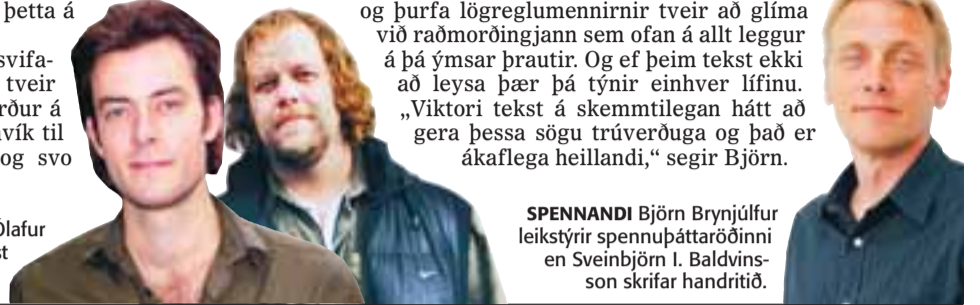 þetta á
svifa-
tveir
rður á
vík til
og svo
Ólafur
st
og þurfa lögreglumennirnir tveir að glíma
við raðmorðingjann sem ofan á allt leggur
á þá ýmsar þrautir. Og ef þeim tekst ekki
að leysa þær þá týnir einhver lífinu.
„Viktori tekst á skemmtilegan hátt að
gera þessa sögu trúverðuga og það er
ákaflega heillandi,“ segir Björn.
SPENNANDI Björn Brynjúlfur
leikstýrir spennuþáttaröðinni
en Sveinbjörn I. Baldvins-
son skrifar handritið.